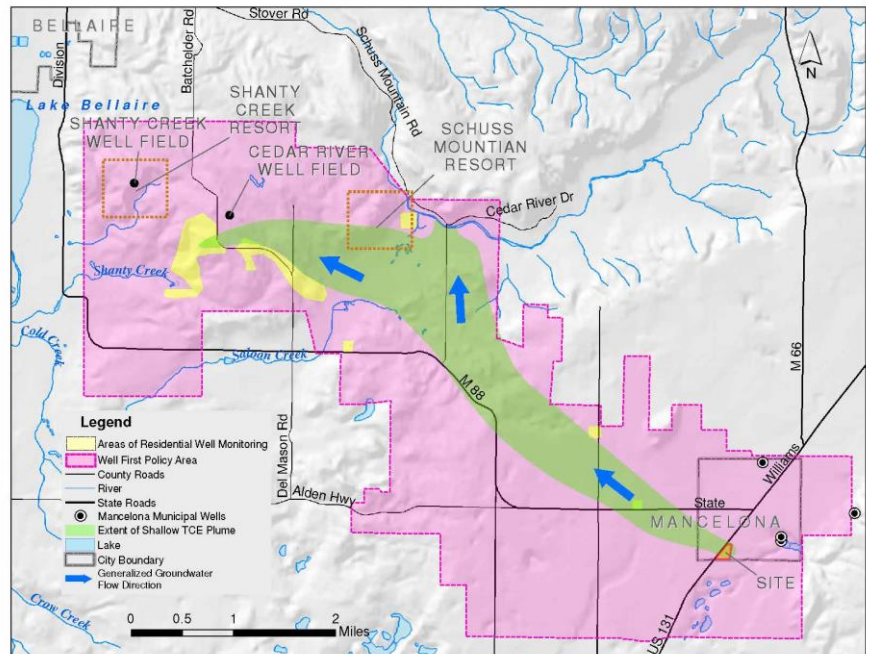 BELLAIRE
Division
Batchelder Rd
Stover Rd
Schuss Mountain Rd
N
Lake Bellaire
SHANTY CREEK
WELL FIELD
SHANTY
CREEK
RESORT
CEDAR RIVER
WELL FIELD
SCHUSS
MOUNTIAN
RESORT
Cedar River Dr
Shanty Creek
Cold Creek
Saloon Creek
M 88
M 66
Del Mason Rd
Alden Hwy
State
Williams
MANCELONA
SITE
US 131
Legend
Areas of Residential Well Monitoring
Well First Policy Area
County Roads
River
State Roads
Mancelona Municipal Wells
Extent of Shallow TCE Plume
Lake
City Boundary
Generalized Groundwater
Flow Direction
Craw Creek
0 0.5 1 2
Miles